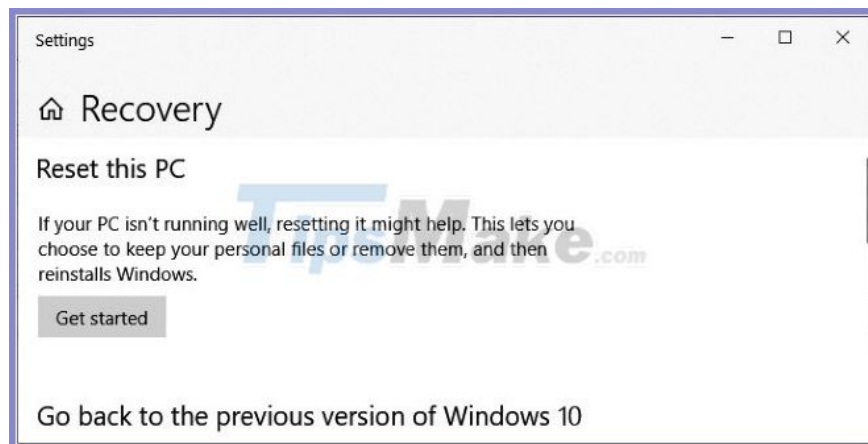 Settings
Recovery
Reset this PC
TipsMake.com
If your PC isn't running well, resetting it might help. This lets you
choose to keep your personal files or remove them, and then
reinstalls Windows.
Get started
Go back to the previous version of Windows 10